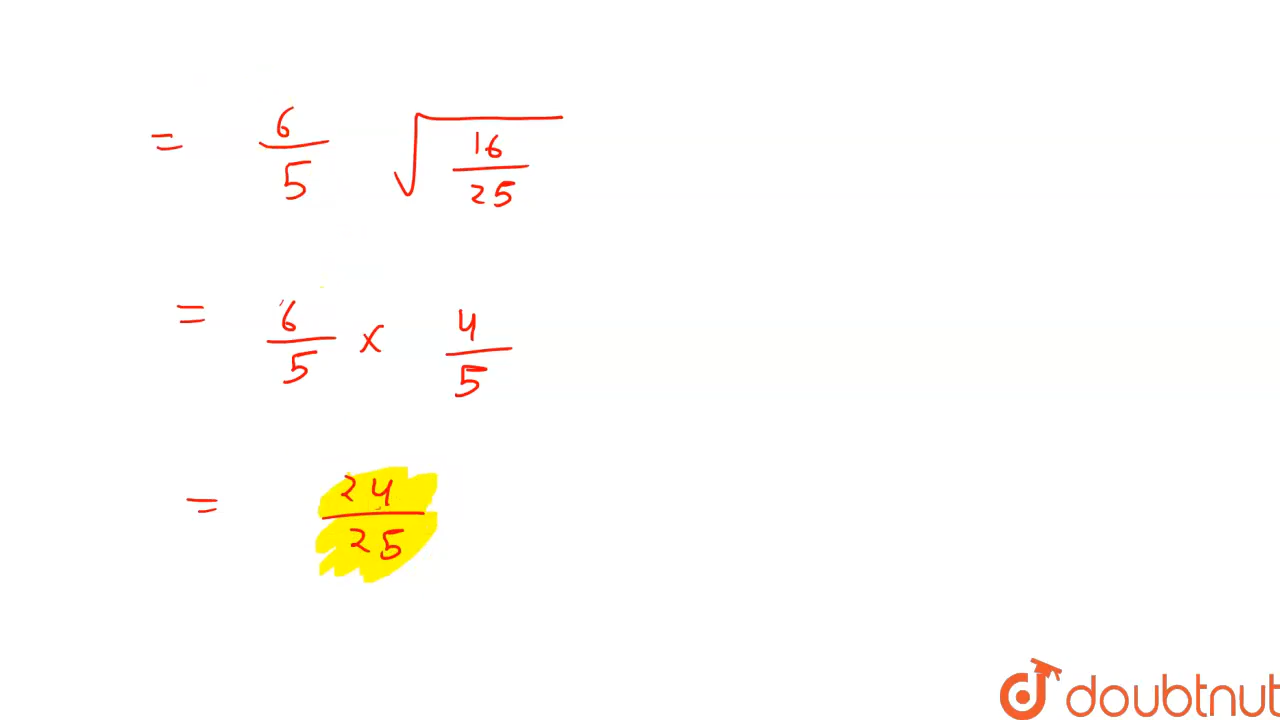 = 6/5 √(16/25)
= 6/5 × 4/5
= 24/25
doubtnut